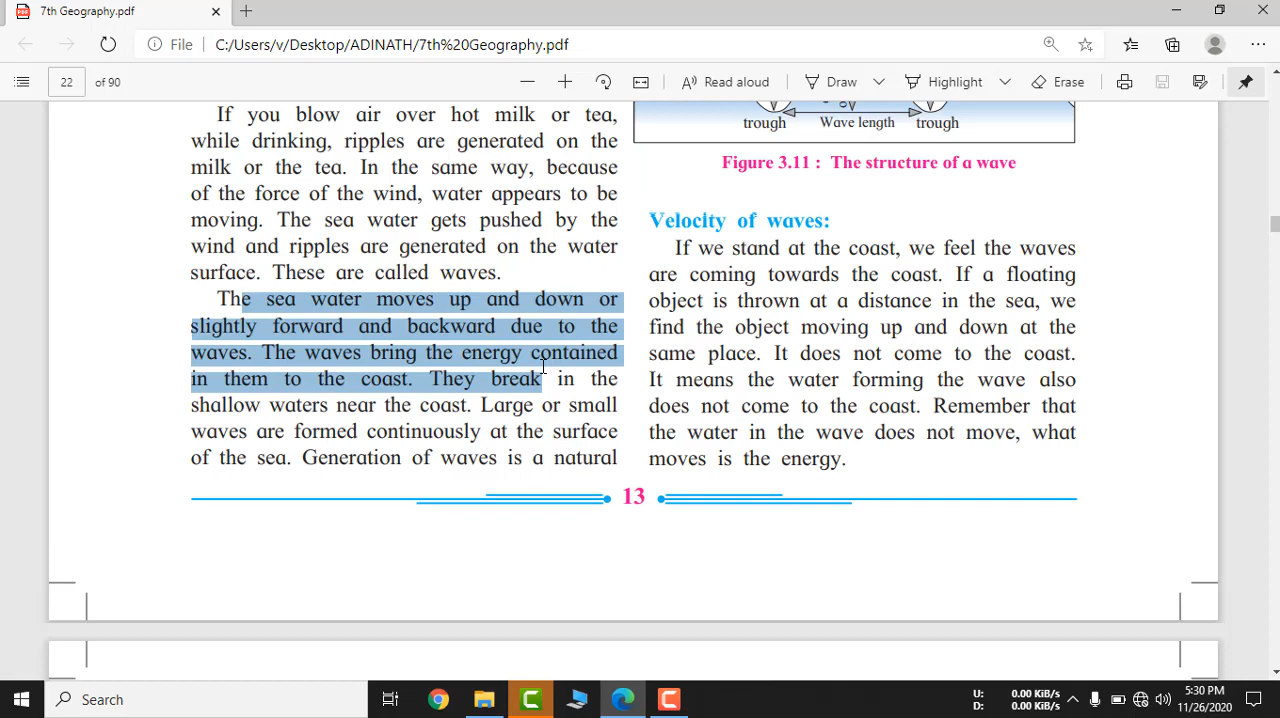 7th Geography.pdf
File
C:/Users/v/Desktop/ADINATH/7th%20Geography.pdf
22 of 90
Read aloud
Draw
Highlight
Erase
If you blow air over hot milk or tea,
while drinking, ripples are generated on the
milk or the tea. In the same way, because
of the force of the wind, water appears to be
moving. The sea water gets pushed by the
wind and ripples are generated on the water
surface. These are called waves.
The sea water moves up and down or
slightly forward and backward due to the
waves. The waves bring the energy contained
in them to the coast. They break in the
shallow waters near the coast. Large or small
waves are formed continuously at the surface
of the sea. Generation of waves is a natural
trough Wave length trough
Figure 3.11 : The structure of a wave
Velocity of waves:
If we stand at the coast, we feel the waves
are coming towards the coast. If a floating
object is thrown at a distance in the sea, we
find the object moving up and down at the
same place. It does not come to the coast.
It means the water forming the wave also
does not come to the coast. Remember that
the water in the wave does not move, what
moves is the energy.
13
Search
U: 0.00 KiB/s
D: 0.00 KiB/s
5:30 PM
11/26/2020